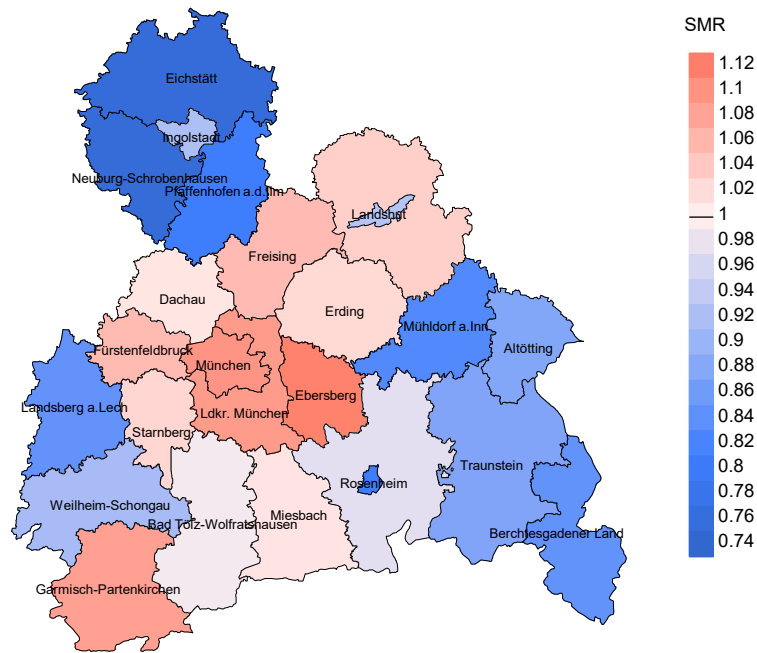 SMR
Eichstätt
Ingolstadt
Neuburg-Schrobenhausen
Pfaffenhofen a.d.Ilm
Landshut
Freising
Dachau
Erding
Mühldorf a.Inn
Altötting
Fürstenfeldbruck
München
Ebersberg
Landsberg a.Lech
Ldkr. München
Starnberg
Traunstein
Rosenheim
Weilheim-Schongau
Miesbach
Bad Tölz-Wolfratshausen
Berchtesgadener Land
Garmisch-Partenkirchen
1.12
1.1
1.08
1.06
1.04
1.02
1
0.98
0.96
0.94
0.92
0.9
0.88
0.86
0.84
0.82
0.8
0.78
0.76
0.74